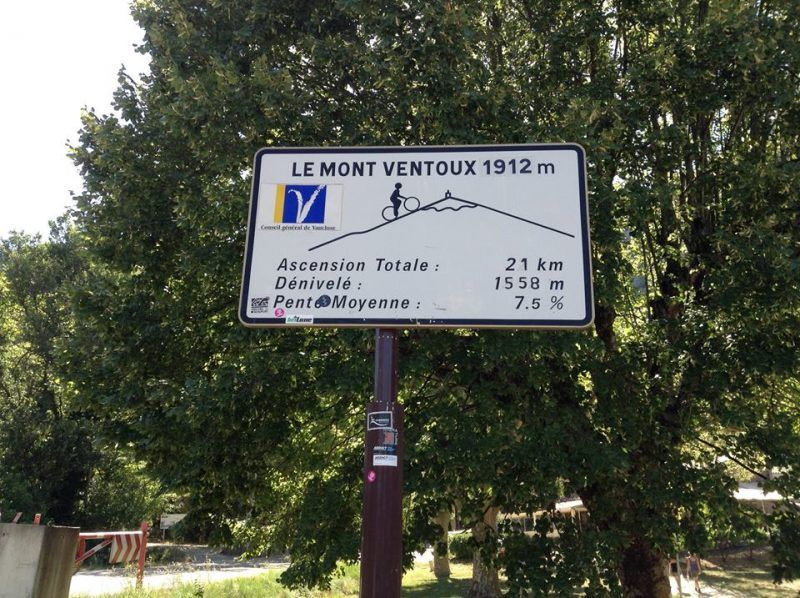 LE MONT VENTOUX 1912 m
V
Conseil général de Vaucluse
Ascension Totale : 21 km
Dénivelé : 1558 m
Pente Moyenne : 7.5 %